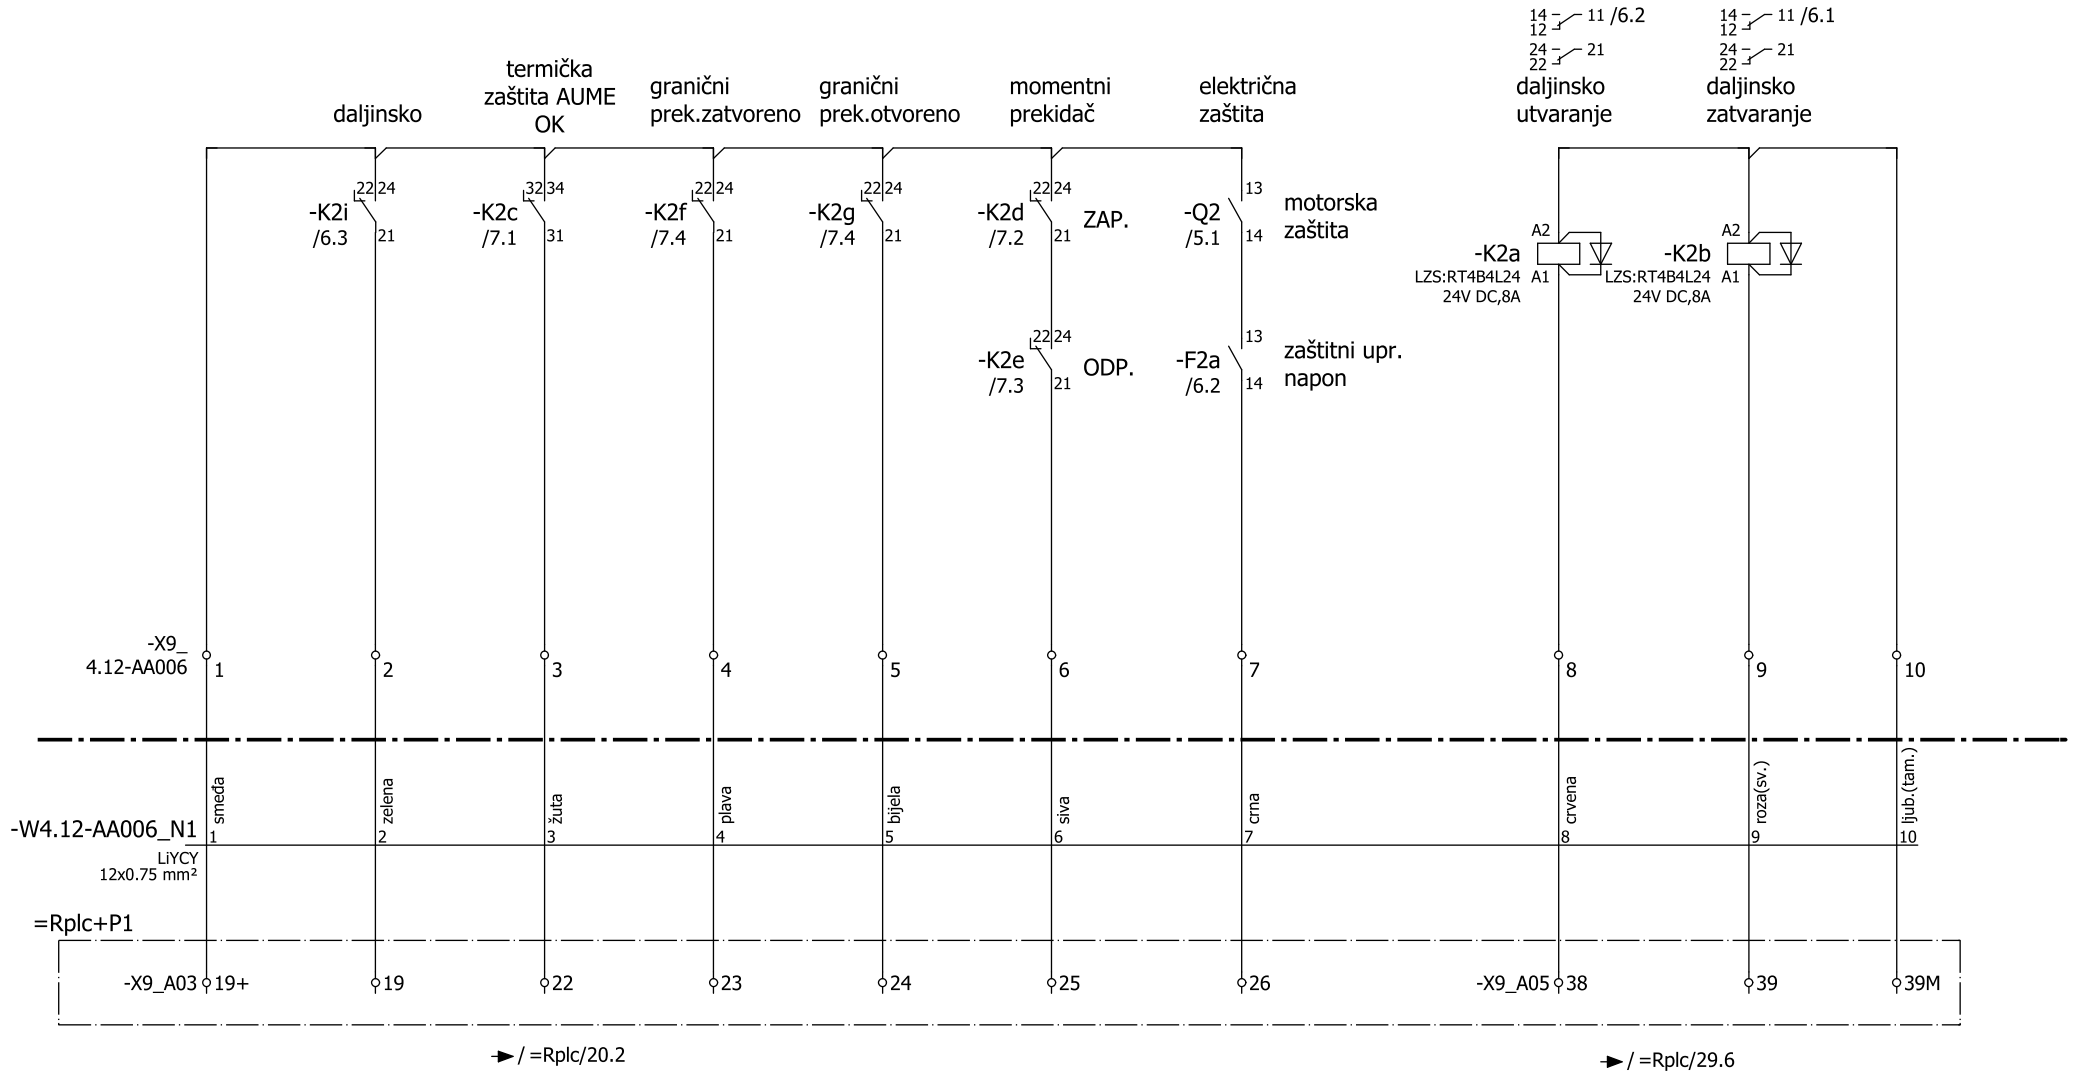 14 11 /6.2
12
24 21
22
14 11 /6.1
12
24 21
22
daljinsko
termička
zaštita AUME
OK
granični
prek.zatvoreno
granični
prek.otvoreno
momentni
prekidač
električna
zaštita
daljinsko
utvaranje
daljinsko
zatvaranje
22 24
-K2i
/6.3 21
32 34
-K2c
/7.1 31
22 24
-K2f
/7.4 21
22 24
-K2g
/7.4 21
22 24
-K2d ZAP.
/7.2 21
13
-Q2
/5.1 14
motorska
zaštita
A2
-K2a
LZS:RT4B4L24 A1
24V DC,8A
A2
-K2b
LZS:RT4B4L24 A1
24V DC,8A
22 24
-K2e ODP.
/7.3 21
13
-F2a
/6.2 14
zaštitni upr.
napon
-X9_
4.12-AA006
1 2 3 4 5 6 7 8 9 10
smeđa
zelena
žuta
plava
bijela
siva
crna
crvena
roza(sv.)
ljub.(tam.)
-W4.12-AA006_N1
1 2 3 4 5 6 7 8 9 10
LiYCY
12x0.75 mm²
=Rplc+P1
-X9_A03 19+ 19 22 23 24 25 26 -X9_A05 38 39 39M
/ =Rplc/20.2
/ =Rplc/29.6